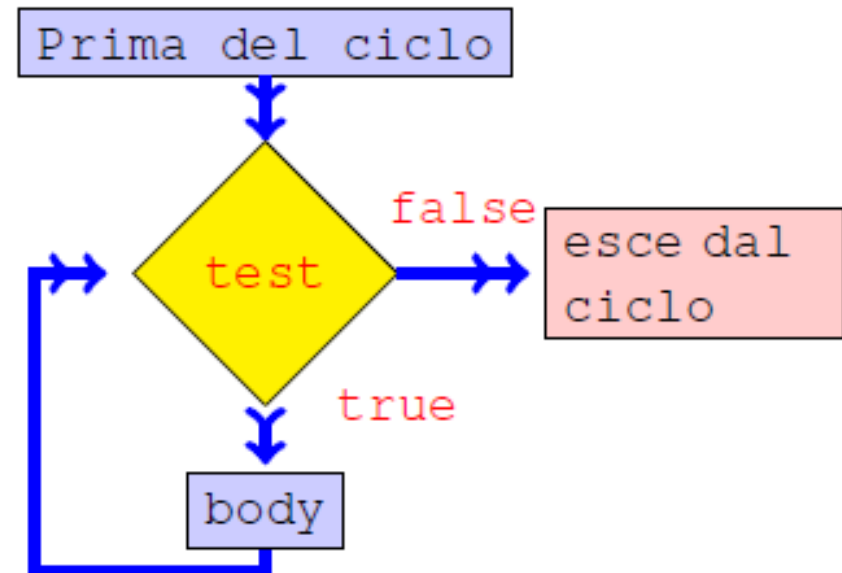 Prima del ciclo
false
esce dal
ciclo
test
true
body